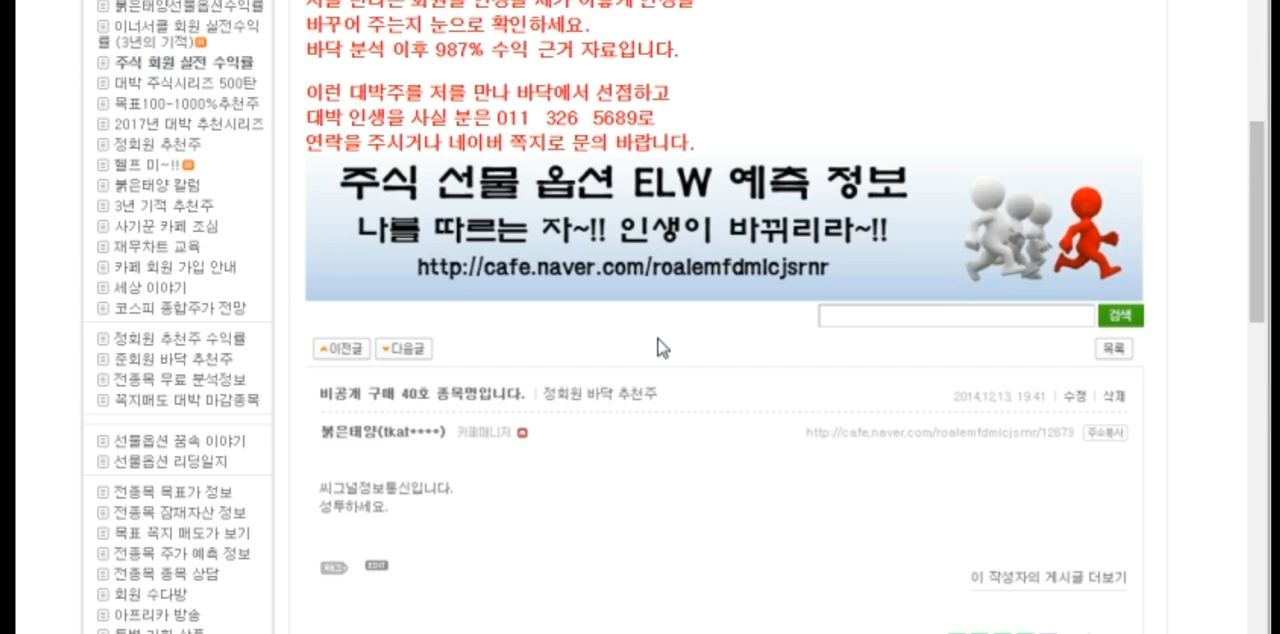 붉은태양선물옵션수익률
이너서클 회원 실전수익
률 (3년의 기적)
주식 회원 실전 수익률
대박 주식시리즈 500탄
목표100-1000%추천주
2017년 대박 추천시리즈
정회원 추천주
헬프 미~!!
붉은태양 칼럼
3년 기적 추천주
사기꾼 카페 조심
재무차트 교육
카페 회원 가입 안내
세상 이야기
코스피 종합주가 전망
정회원 추천주 수익률
준회원 바닥 추천주
전종목 무료 분석정보
꼭지매도 대박 마감종목
선물옵션 꿈속 이야기
선물옵션 리딩일지
전종목 목표가 정보
전종목 잠재자산 정보
목표 꼭지 매도가 보기
전종목 주가 예측 정보
전종목 종목 상담
회원 수다방
아프리카 방송
바꾸어 주는지 눈으로 확인하세요.
바닥 분석 이후 987% 수익 근거 자료입니다.
이런 대박주를 저를 만나 바닥에서 선점하고
대박 인생을 사실 분은 011 326 5689로
연락을 주시거나 네이버 쪽지로 문의 바랍니다.
주식 선물 옵션 ELW 예측 정보
나를 따르는 자~!! 인생이 바뀌리라~!!
http://cafe.naver.com/roalemfdmlcjsrnr
검색
이전글 다음글 목록
비공개 구매 40호 종목명입니다. | 정회원 바닥 추천주 2014.12.13. 19:41 | 수정 | 삭제
붉은태양(tkat****) 카페매니저 http://cafe.naver.com/roalemfdmlcjsrnr/12673 주소복사
씨그널정보통신입니다.
성투하세요.
태그 EDIT
이 작성자의 게시글 더보기